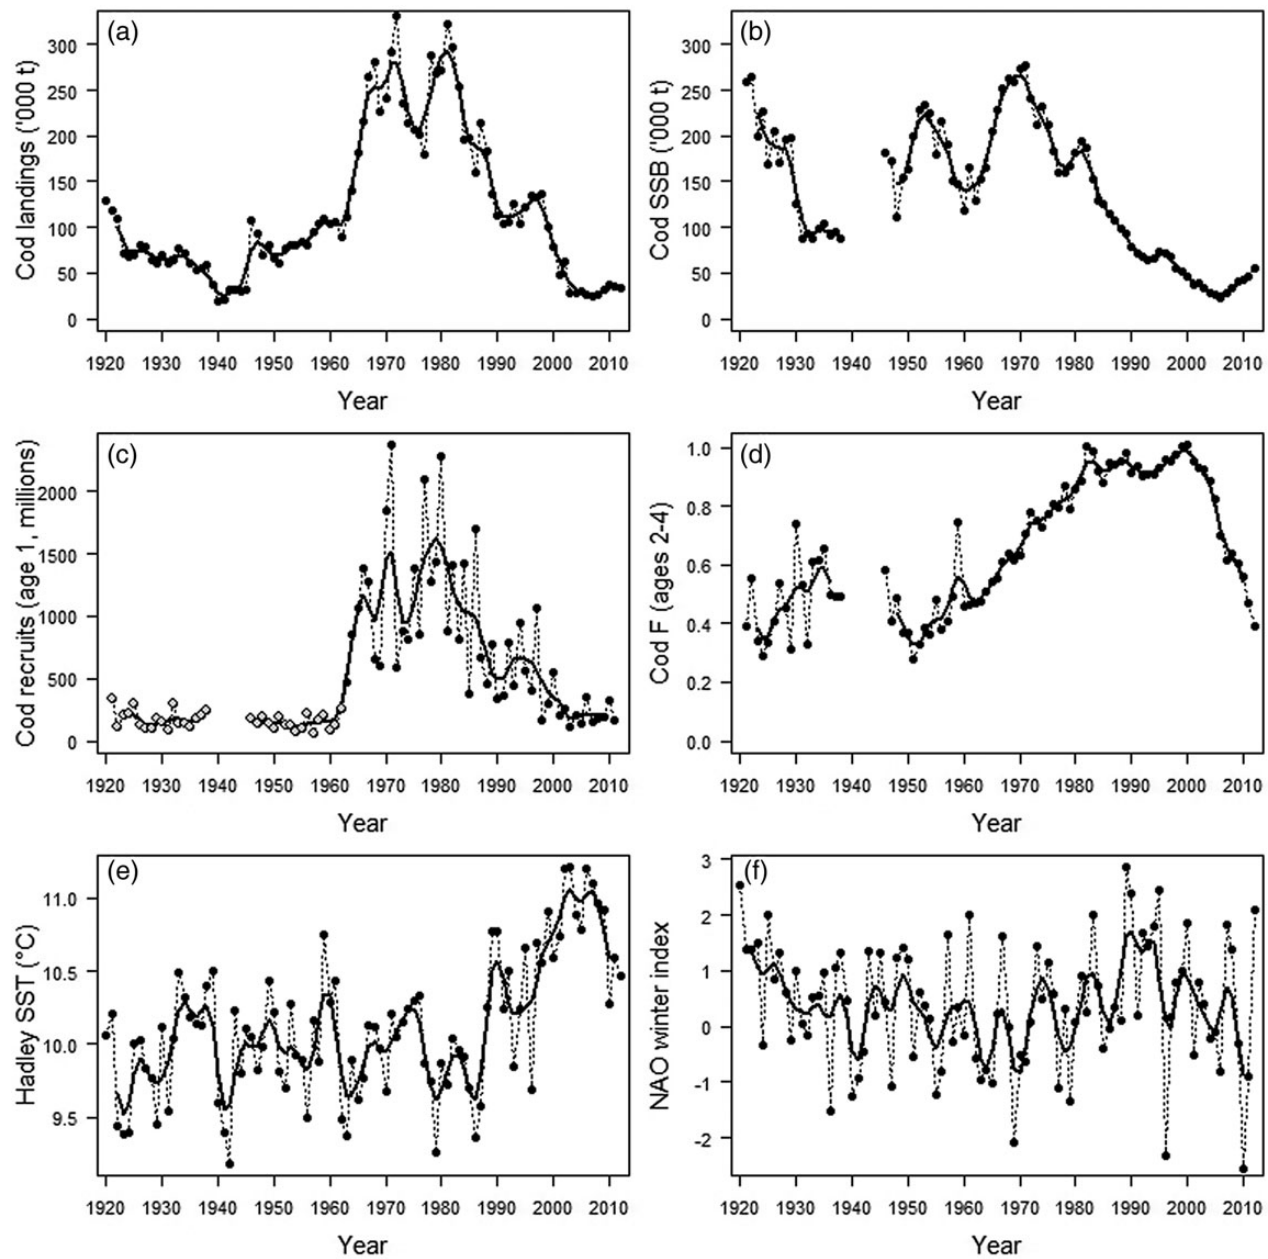 (a)
Cod landings ('000 t)
300
250
200
150
100
50
0
1920 1930 1940 1950 1960 1970 1980 1990 2000 2010
Year
(b)
Cod SSB ('000 t)
300
250
200
150
100
50
0
1920 1930 1940 1950 1960 1970 1980 1990 2000 2010
Year
(c)
Cod recruits (age 1, millions)
2000
1500
1000
500
0
1920 1930 1940 1950 1960 1970 1980 1990 2000 2010
Year
(d)
Cod F (ages 2-4)
1.0
0.8
0.6
0.4
0.2
0.0
1920 1930 1940 1950 1960 1970 1980 1990 2000 2010
Year
(e)
Hadley SST (°C)
11.0
10.5
10.0
9.5
1920 1930 1940 1950 1960 1970 1980 1990 2000 2010
Year
(f)
NAO winter index
3
2
1
0
-1
-2
1920 1930 1940 1950 1960 1970 1980 1990 2000 2010
Year